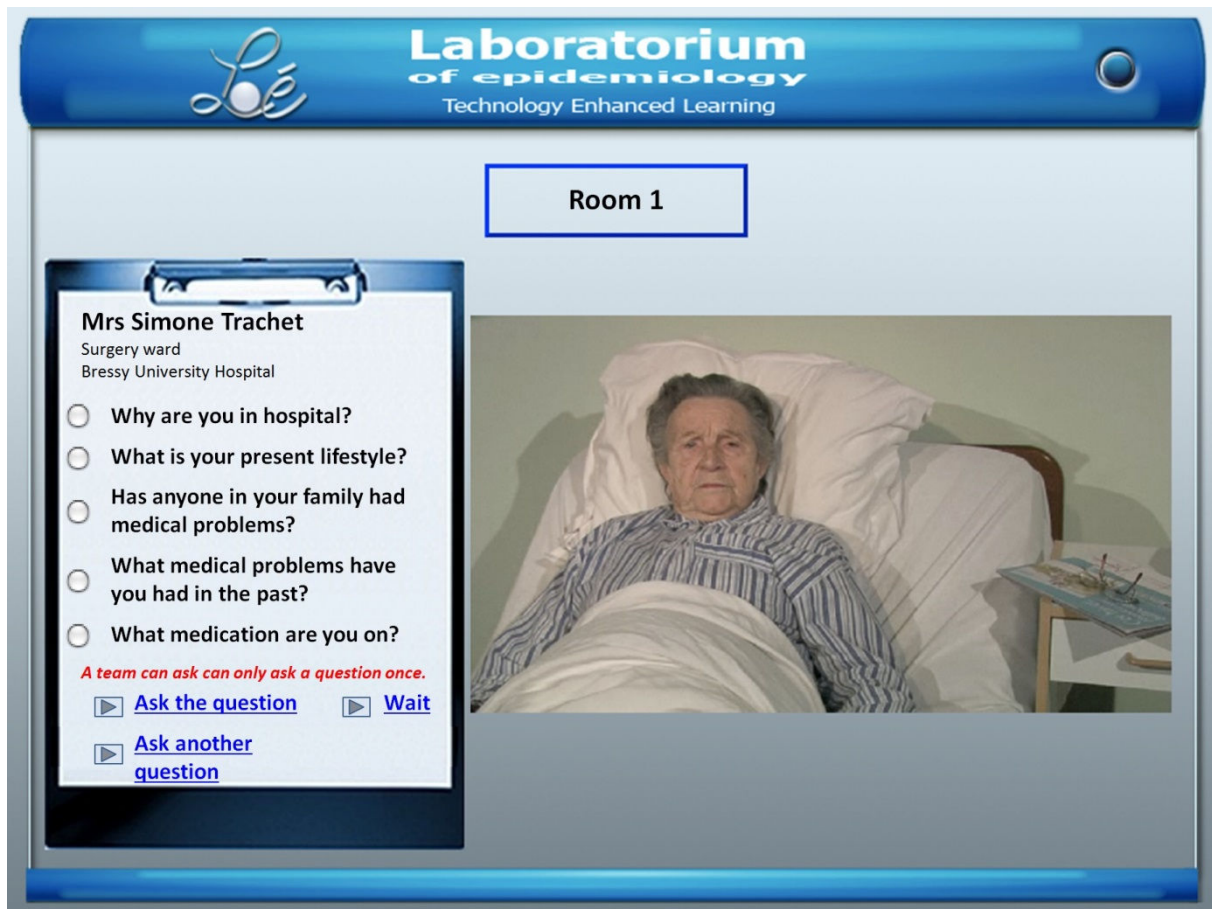 Loé
Laboratorium
of epidemiology
Technology Enhanced Learning
Room 1
Mrs Simone Trachet
Surgery ward
Bressy University Hospital
Why are you in hospital?
What is your present lifestyle?
Has anyone in your family had
medical problems?
What medical problems have
you had in the past?
What medication are you on?
A team can ask can only ask a question once.
Ask the question
Wait
Ask another
question